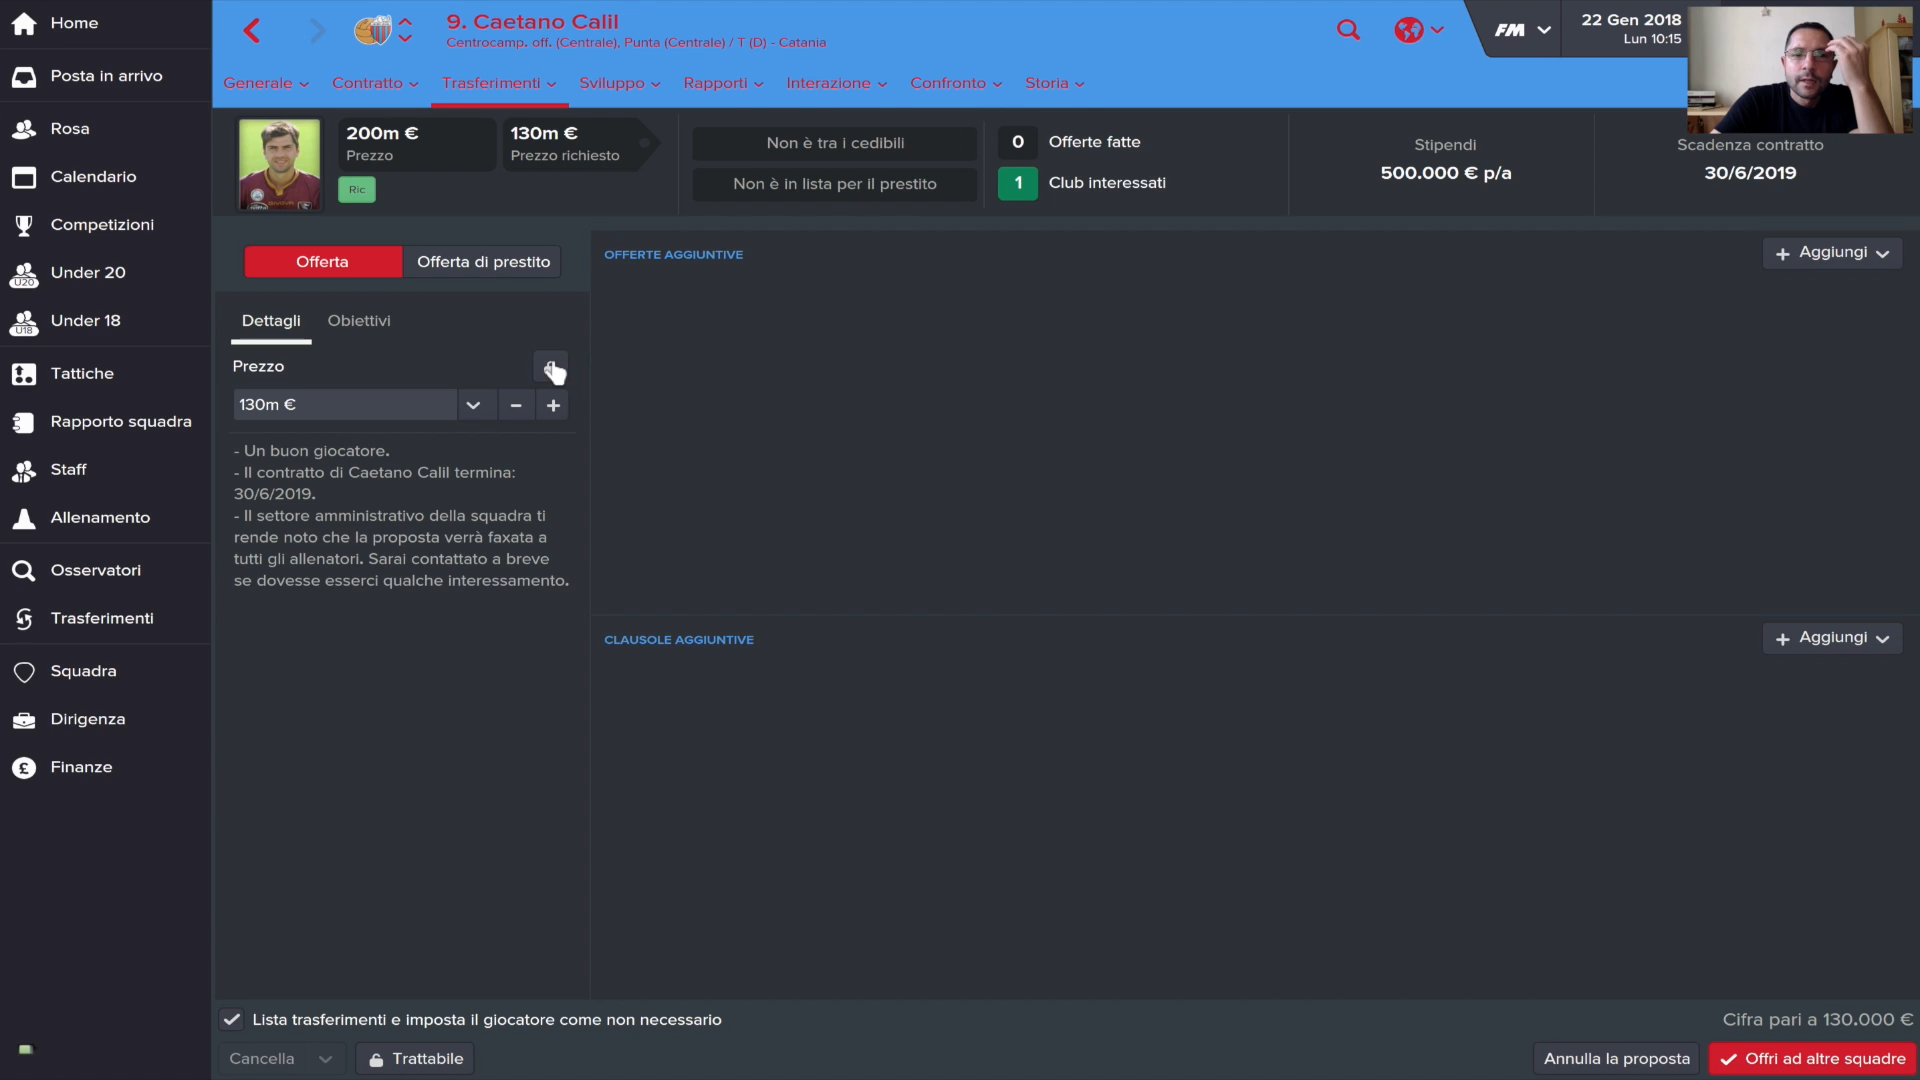 Home
Posta in arrivo
Rosa
Calendario
Competizioni
U20
Under 20
U18
Under 18
Tattiche
Rapporto squadra
Staff
Allenamento
Osservatori
Trasferimenti
Squadra
Dirigenza
£
Finanze
9. Caetano Calil
Centrocamp. off. (Centrale), Punta (Centrale) / T (D) - Catania
FM
22 Gen 2018
Lun 10:15
Generale
Contratto
Trasferimenti
Sviluppo
Rapporti
Interazione
Confronto
Storia
200m €
Prezzo
130m €
Prezzo richiesto
Ric
Non è tra i cedibili
Non è in lista per il prestito
0 Offerte fatte
1 Club interessati
Stipendi
500.000 € p/a
Scadenza contratto
30/6/2019
Offerta
Offerta di prestito
Dettagli
Obiettivi
Prezzo
130m €
- Un buon giocatore.
- Il contratto di Caetano Calil termina:
30/6/2019.
- Il settore amministrativo della squadra ti
rende noto che la proposta verrà faxata a
tutti gli allenatori. Sarai contattato a breve
se dovesse esserci qualche interessamento.
OFFERTE AGGIUNTIVE
+ Aggiungi
CLAUSOLE AGGIUNTIVE
+ Aggiungi
Lista trasferimenti e imposta il giocatore come non necessario
Cifra pari a 130.000 €
Cancella
Trattabile
Annulla la proposta
Offri ad altre squadre